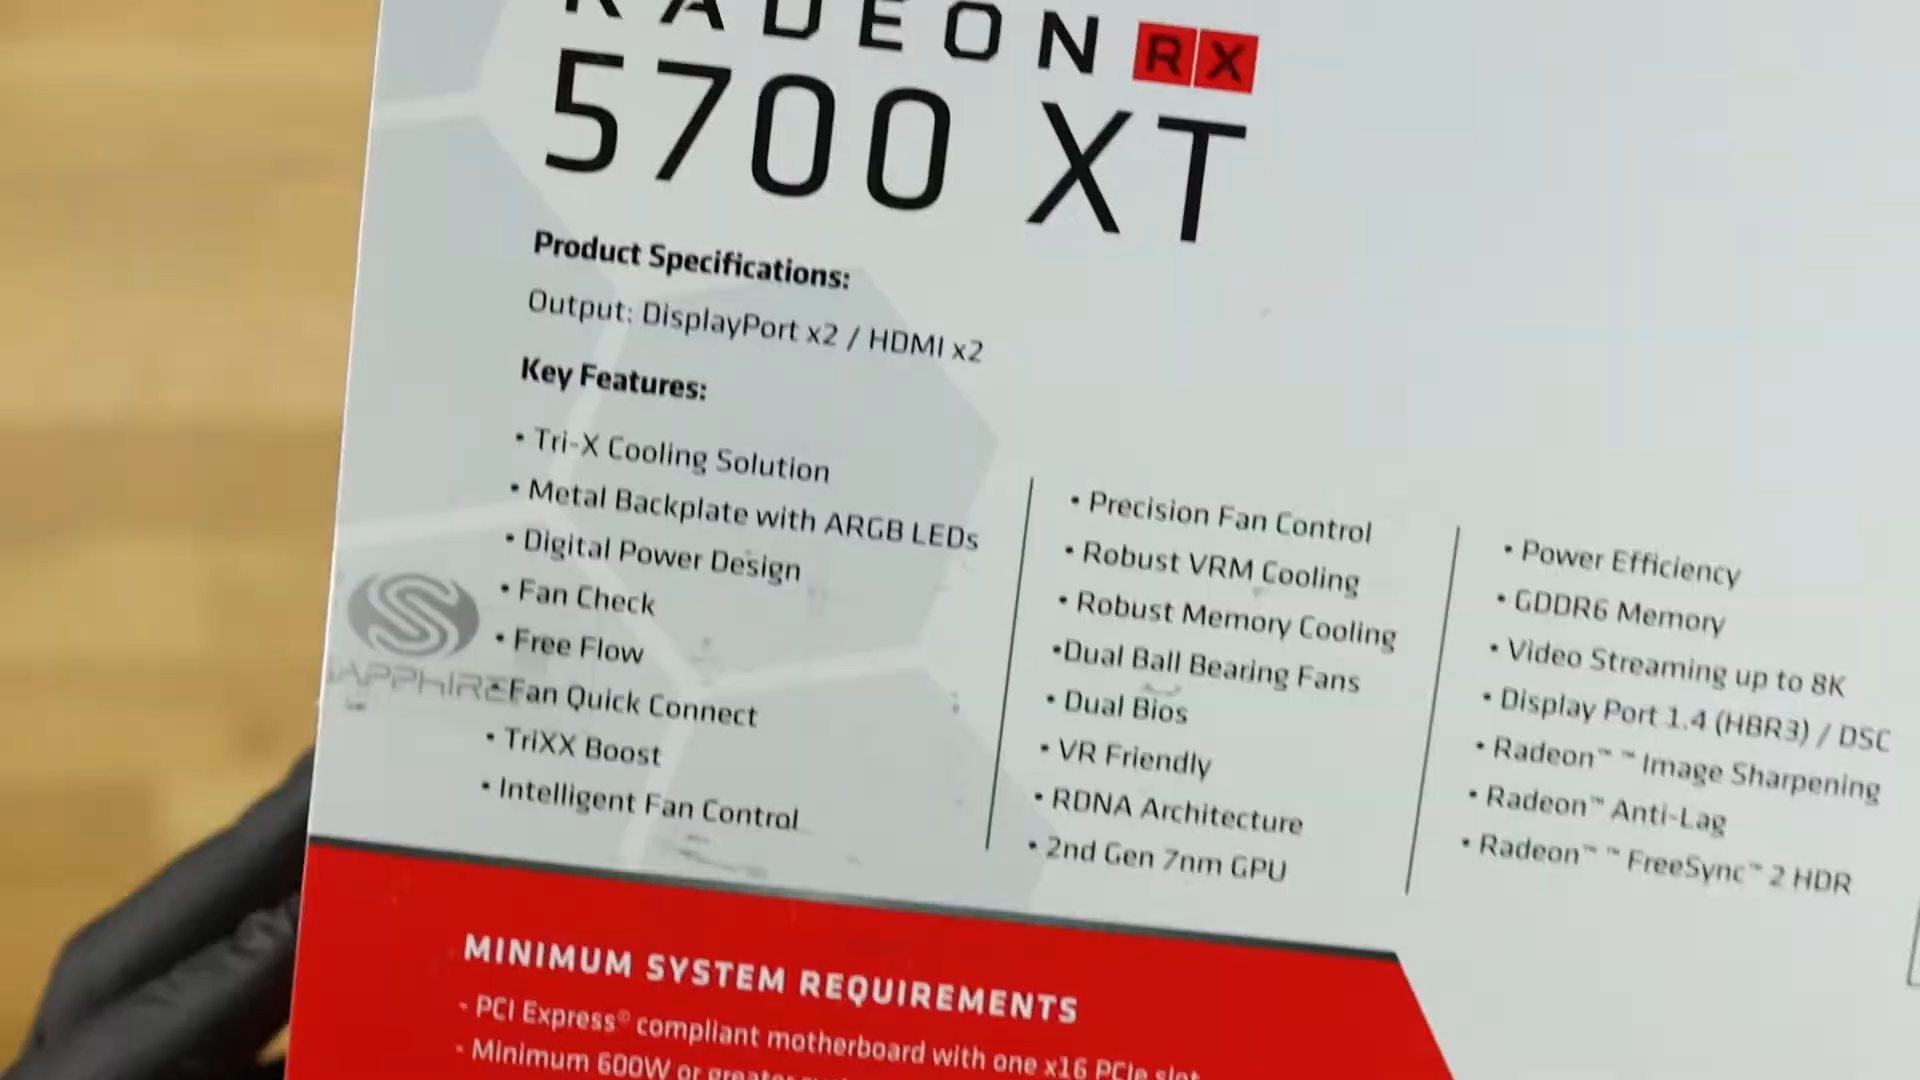 RADEON RX
5700 XT
Product Specifications:
Output: DisplayPort x2 / HDMI x2
Key Features:
• Tri-X Cooling Solution
• Metal Backplate with ARGB LEDs
• Digital Power Design
• Fan Check
• Free Flow
• Fan Quick Connect
• TriXX Boost
• Intelligent Fan Control
• Precision Fan Control
• Robust VRM Cooling
• Robust Memory Cooling
•Dual Ball Bearing Fans
• Dual Bios
• VR Friendly
• RDNA Architecture
• 2nd Gen 7nm GPU
• Power Efficiency
• GDDR6 Memory
• Video Streaming up to 8K
• Display Port 1.4 (HBR3) / DSC
• Radeon™ ™ Image Sharpening
• Radeon™ Anti-Lag
• Radeon™ ™ FreeSync™ 2 HDR
SAPPHIRE
MINIMUM SYSTEM REQUIREMENTS
- PCI Express® compliant motherboard with one x16 PCIe slot
- Minimum 600W or greater